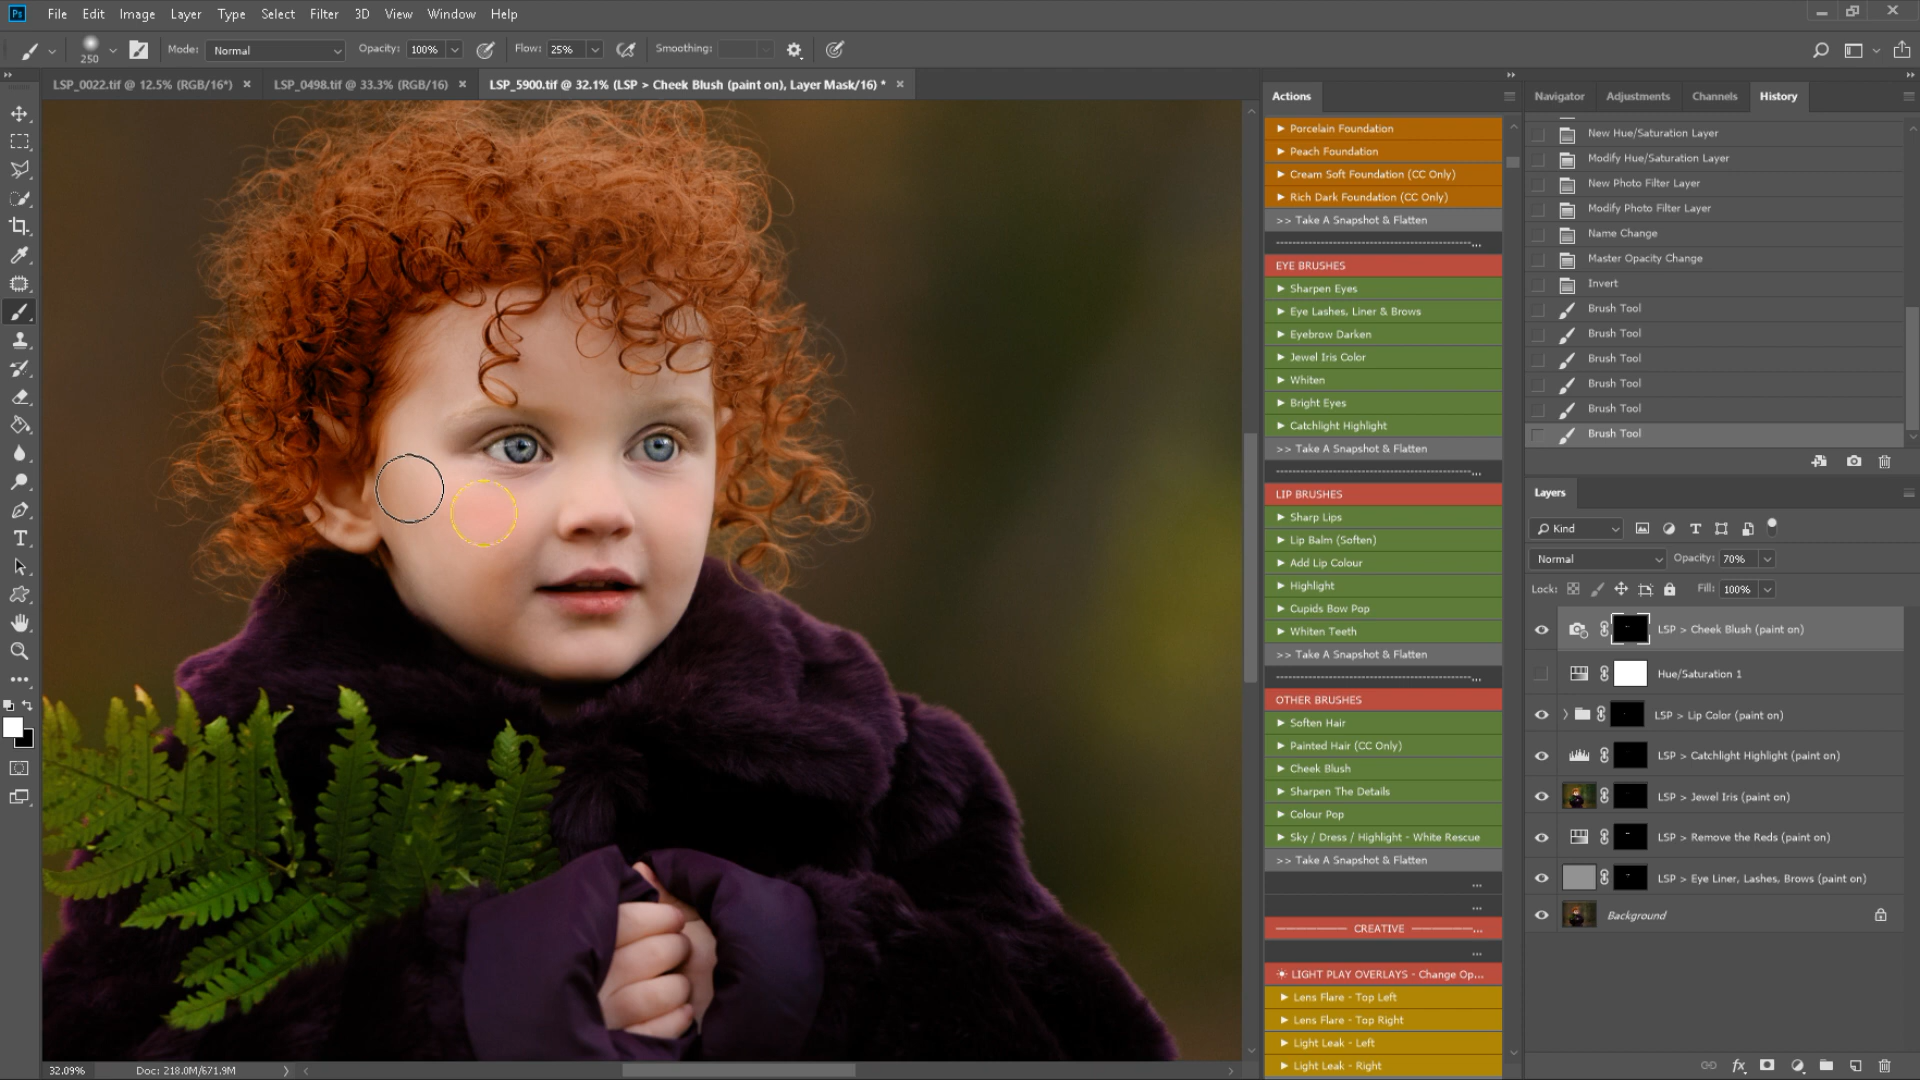 Ps File Edit Image Layer Type Select Filter 3D View Window Help
250 Mode: Normal Opacity: 100% Flow: 25% Smoothing:
LSP_0022.tif @ 12.5% (RGB/16*) LSP_0498.tif @ 33.3% (RGB/16) LSP_5900.tif @ 32.1% (LSP > Cheek Blush (paint on), Layer Mask/16) *
Actions
Porcelain Foundation
Peach Foundation
Cream Soft Foundation (CC Only)
Rich Dark Foundation (CC Only)
>> Take A Snapshot & Flatten
-----------------------------------------------...
EYE BRUSHES
Sharpen Eyes
Eye Lashes, Liner & Brows
Eyebrow Darken
Jewel Iris Color
Whiten
Bright Eyes
Catchlight Highlight
>> Take A Snapshot & Flatten
-----------------------------------------------...
LIP BRUSHES
Sharp Lips
Lip Balm (Soften)
Add Lip Colour
Highlight
Cupids Bow Pop
Whiten Teeth
>> Take A Snapshot & Flatten
-----------------------------------------------...
OTHER BRUSHES
Soften Hair
Painted Hair (CC Only)
Cheek Blush
Sharpen The Details
Colour Pop
Sky / Dress / Highlight - White Rescue
>> Take A Snapshot & Flatten
...
...
CREATIVE ...
...
LIGHT PLAY OVERLAYS - Change Op...
Lens Flare - Top Left
Lens Flare - Top Right
Light Leak - Left
Light Leak - Right
Navigator Adjustments Channels History
New Hue/Saturation Layer
Modify Hue/Saturation Layer
New Photo Filter Layer
Modify Photo Filter Layer
Name Change
Master Opacity Change
Invert
Brush Tool
Brush Tool
Brush Tool
Brush Tool
Brush Tool
Brush Tool
Layers
Kind
Normal Opacity: 70%
Lock: Fill: 100%
LSP > Cheek Blush (paint on)
Hue/Saturation 1
LSP > Lip Color (paint on)
LSP > Catchlight Highlight (paint on)
LSP > Jewel Iris (paint on)
LSP > Remove the Reds (paint on)
LSP > Eye Liner, Lashes, Brows (paint on)
Background
fx
32.09% Doc: 218.0M/671.9M